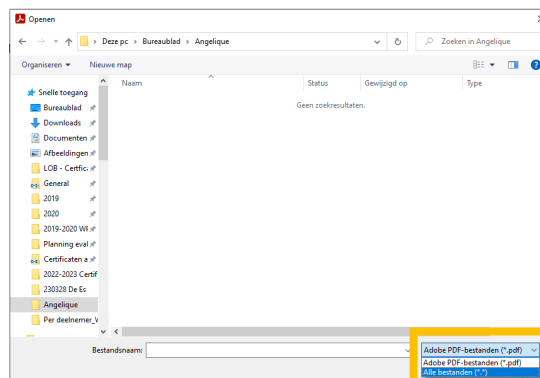 Openen
Deze pc > Bureaublad > Angelique
Zoeken in Angelique
Organiseren Nieuwe map
Naam Status Gewijzigd op Type
Geen zoekresultaten.
Snelle toegang
Bureaublad
Downloads
Documenten
Afbeeldingen
LOB - Certfic
General
2019
2020
2019-2020 WI
Planning eval
Certificaten a
2022-2023 Certif
230328 De Es
Angelique
Per deelnemer_V
Bestandsnaam:
Adobe PDF-bestanden (*.pdf)
Adobe PDF-bestanden (*.pdf)
Alle bestanden (*.*)